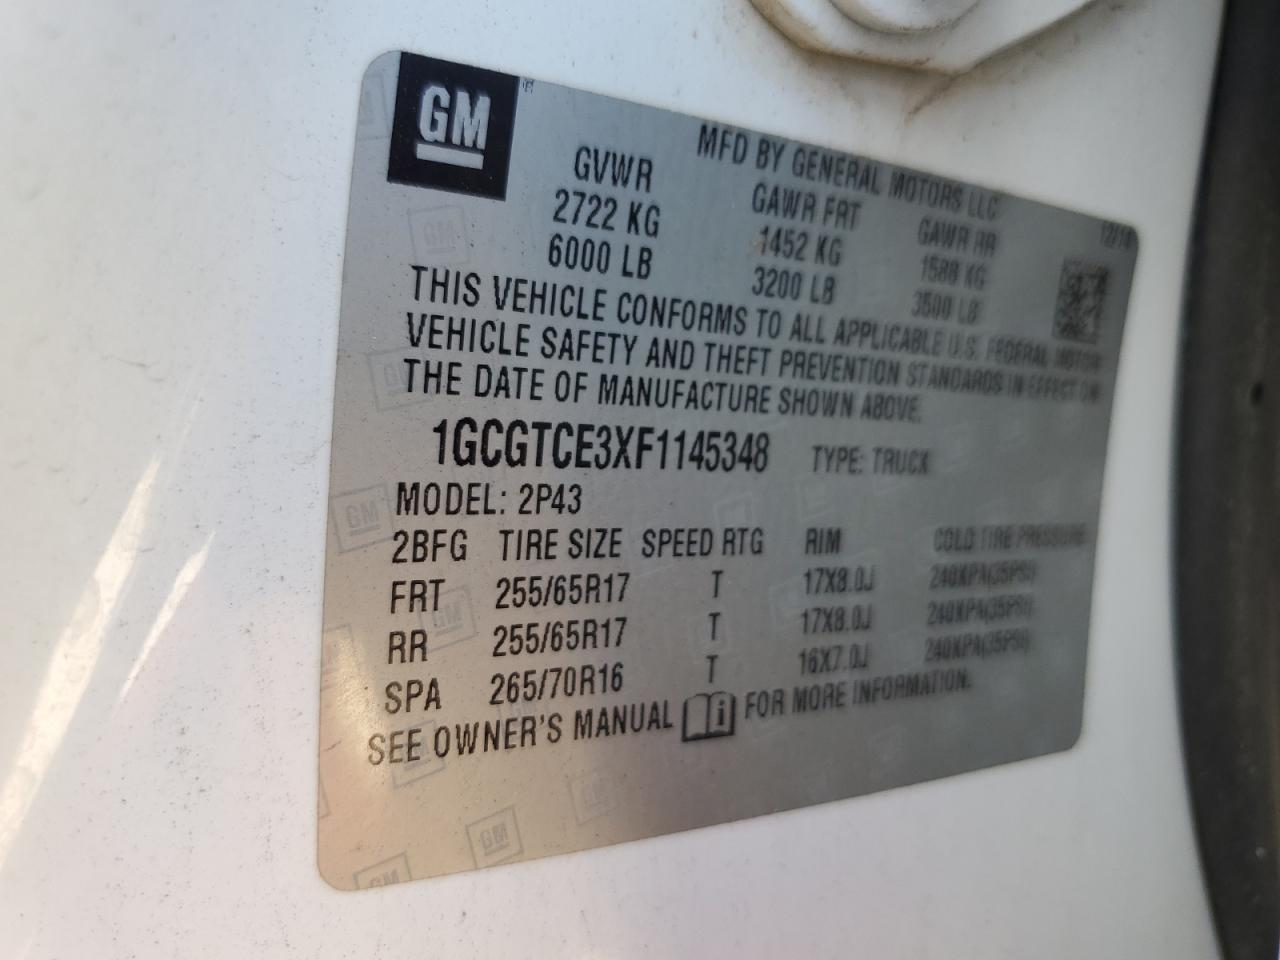 GM
MFD BY GENERAL MOTORS LLC
GVWR GAWR FRT GAWR RR
2722 KG 1452 KG 1588 KG
6000 LB 3200 LB 3500 LB
THIS VEHICLE CONFORMS TO ALL APPLICABLE U.S. FEDERAL MOTOR
VEHICLE SAFETY AND THEFT PREVENTION STANDARDS IN EFFECT ON
THE DATE OF MANUFACTURE SHOWN ABOVE.
1GCGTCE3XF1145348 TYPE: TRUCK
MODEL: 2P43
2BFG TIRE SIZE SPEED RTG RIM COLD TIRE PRESSURE
FRT 255/65R17 T 17X8.0J 240KPA(35PSI)
RR 255/65R17 T 17X8.0J 240KPA(35PSI)
SPA 265/70R16 T 16X7.0J 240KPA(35PSI)
SEE OWNER'S MANUAL i FOR MORE INFORMATION.